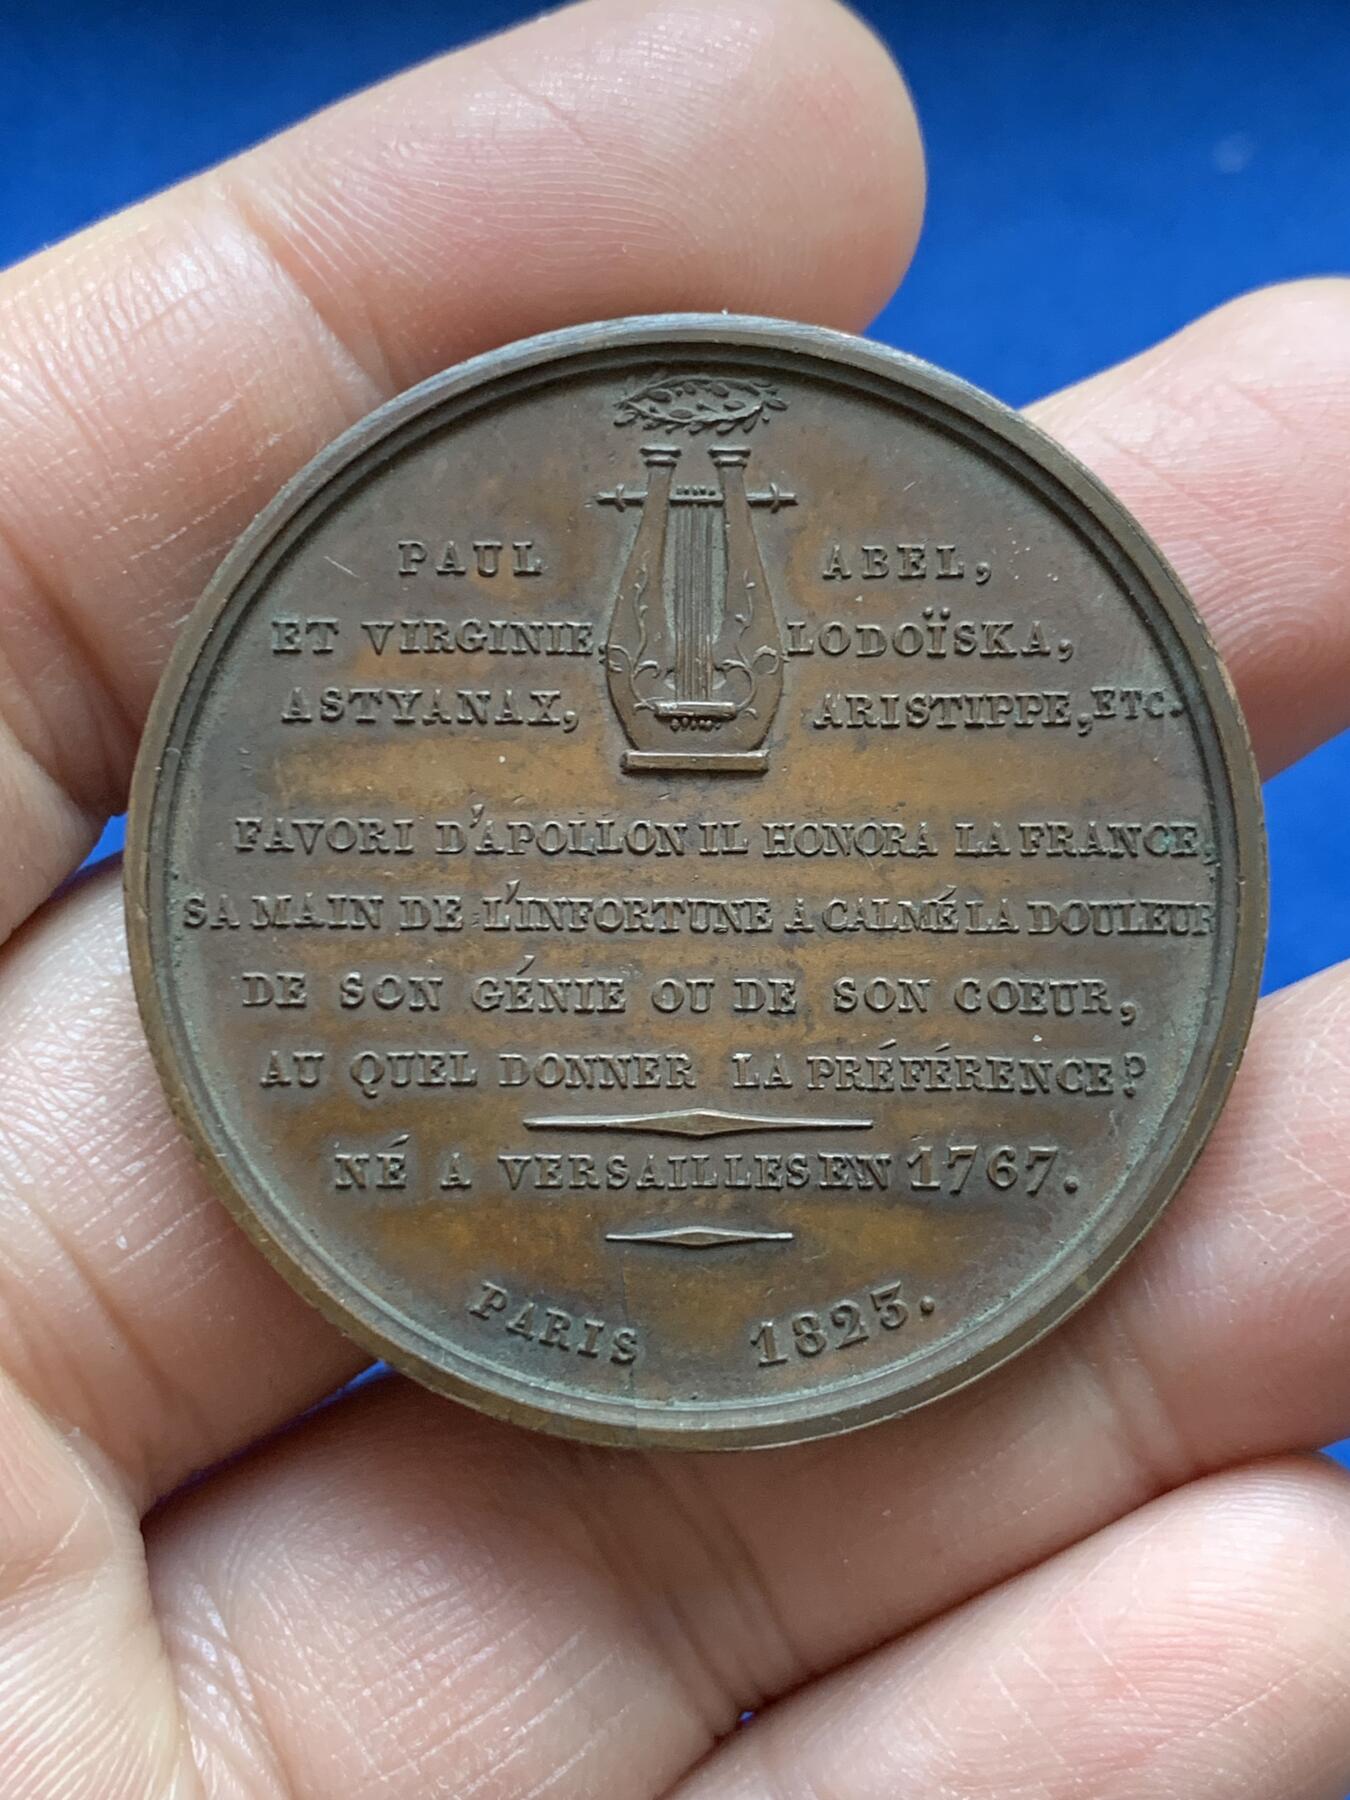 PAUL ABEL,
ET VIRGINIE, LODOÏSKA,
ASTYANAX, ARISTIPPE, ETC.
FAVORI D'APOLLON IL HONORA LA FRANCE,
SA MAIN DE L'INFORTUNE A CALMÉ LA DOULEUR
DE SON GÉNIE OU DE SON COEUR,
AU QUEL DONNER LA PRÉFÉRENCE?
NÉ A VERSAILLES EN 1767.
PARIS 1823.